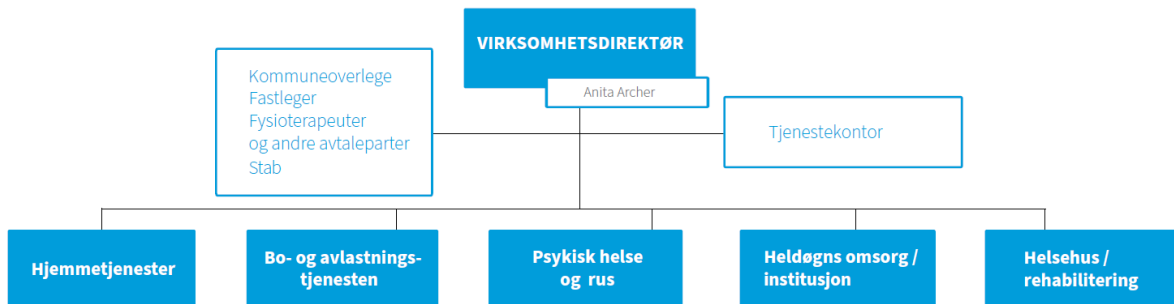 VIRKSOMHETSDIREKTØR
Anita Archer
Kommuneoverlege
Fastleger
Fysioterapeuter
og andre avtaleparter
Stab
Tjenestekontor
Hjemmetjenester
Bo- og avlastnings-
tjenesten
Psykisk helse
og rus
Heldøgns omsorg /
institusjon
Helsehus /
rehabilitering